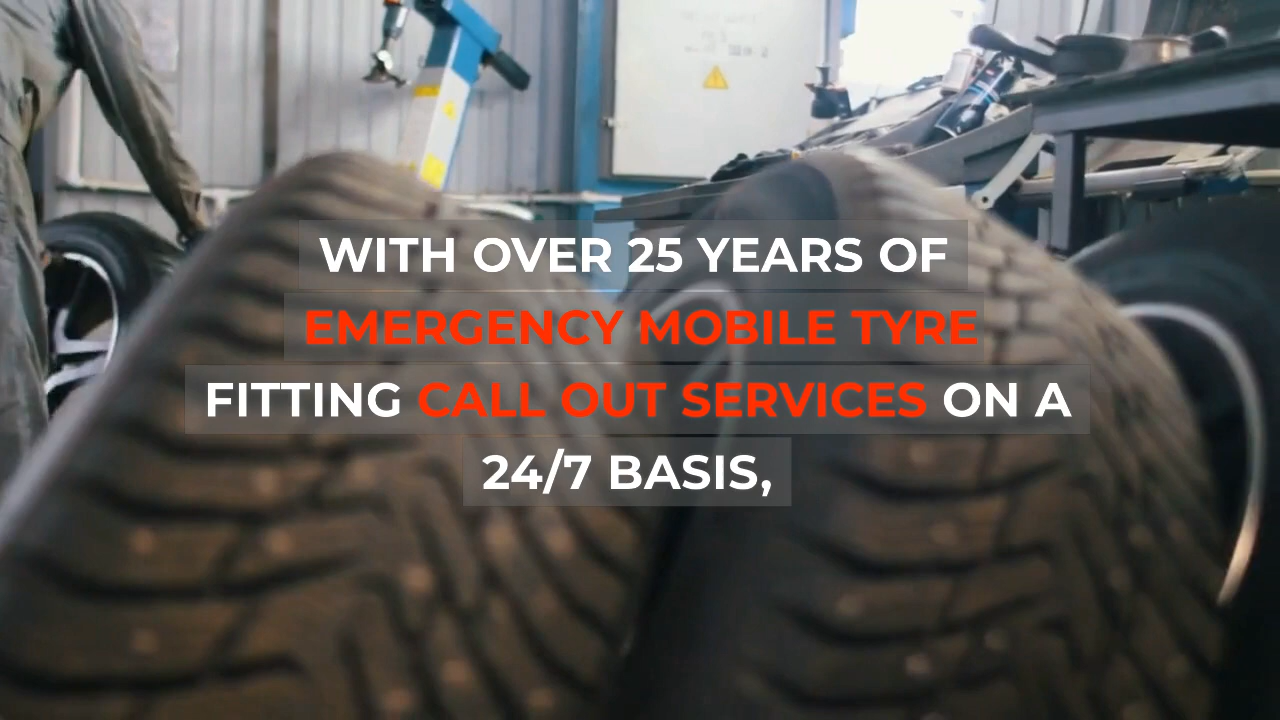 WITH OVER 25 YEARS OF
EMERGENCY MOBILE TYRE
FITTING CALL OUT SERVICES ON A
24/7 BASIS,